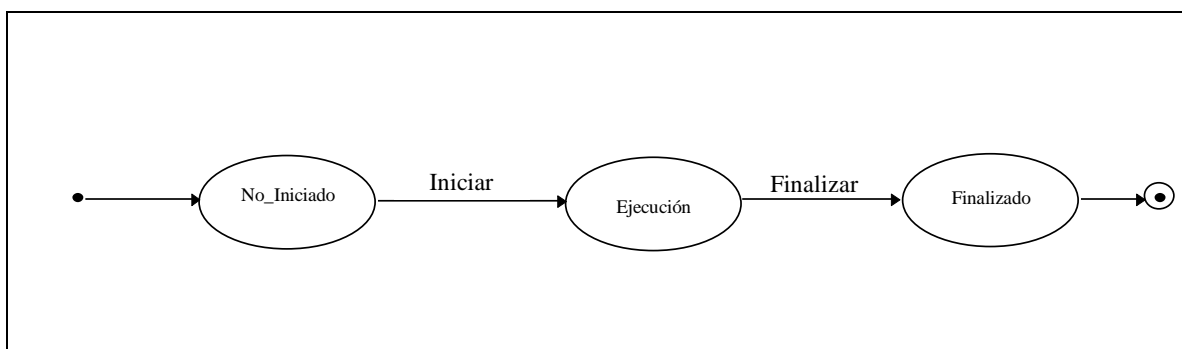 No_Iniciado
Iniciar
Ejecución
Finalizar
Finalizado